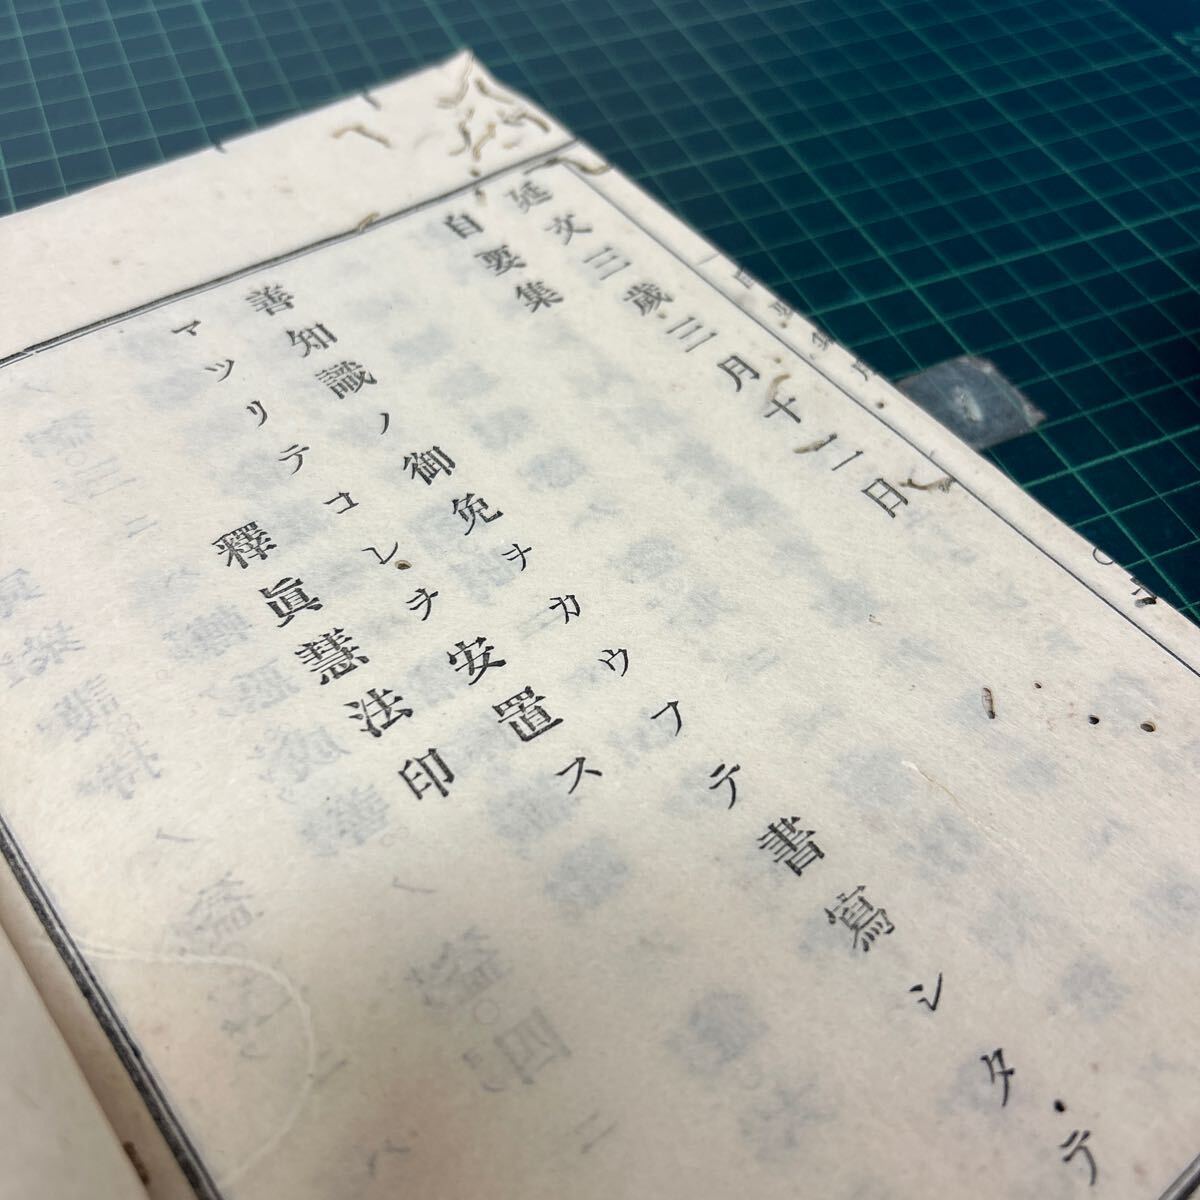 延文三歳三月十二日
自要集
善知識ノ御免ヲカウフテ書寫シタテ
マツリテコレヲ安置ス
釋眞慧法印